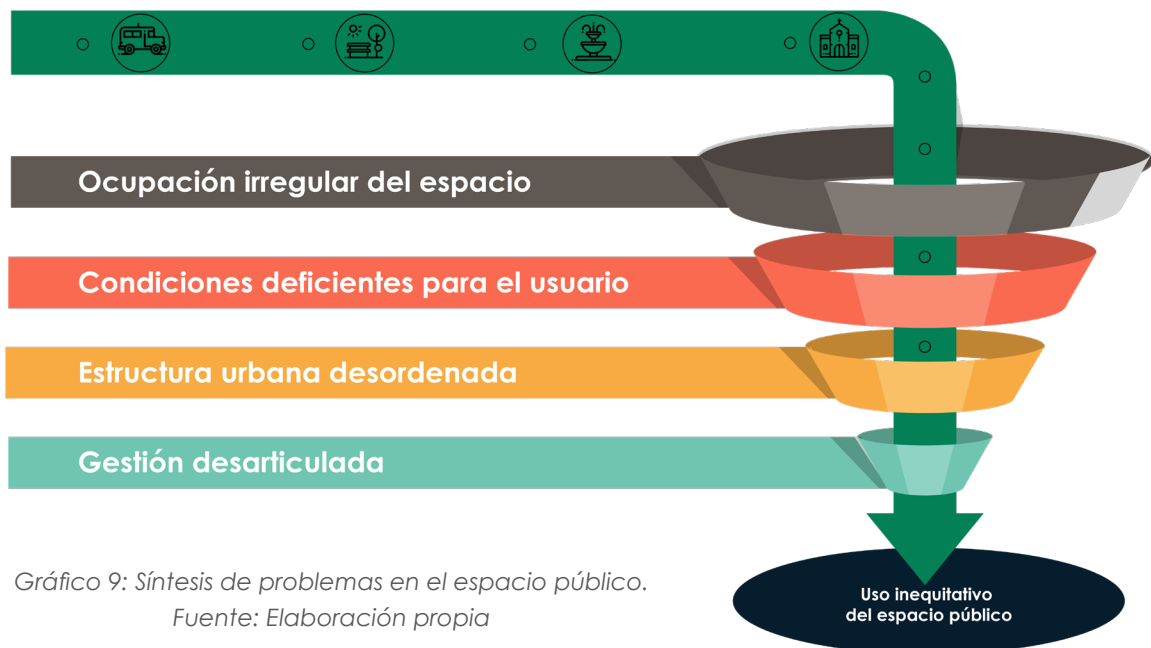 Ocupación irregular del espacio
Condiciones deficientes para el usuario
Estructura urbana desordenada
Gestión desarticulada
Uso inequitativo
del espacio público
Gráfico 9: Síntesis de problemas en el espacio público.
Fuente: Elaboración propia